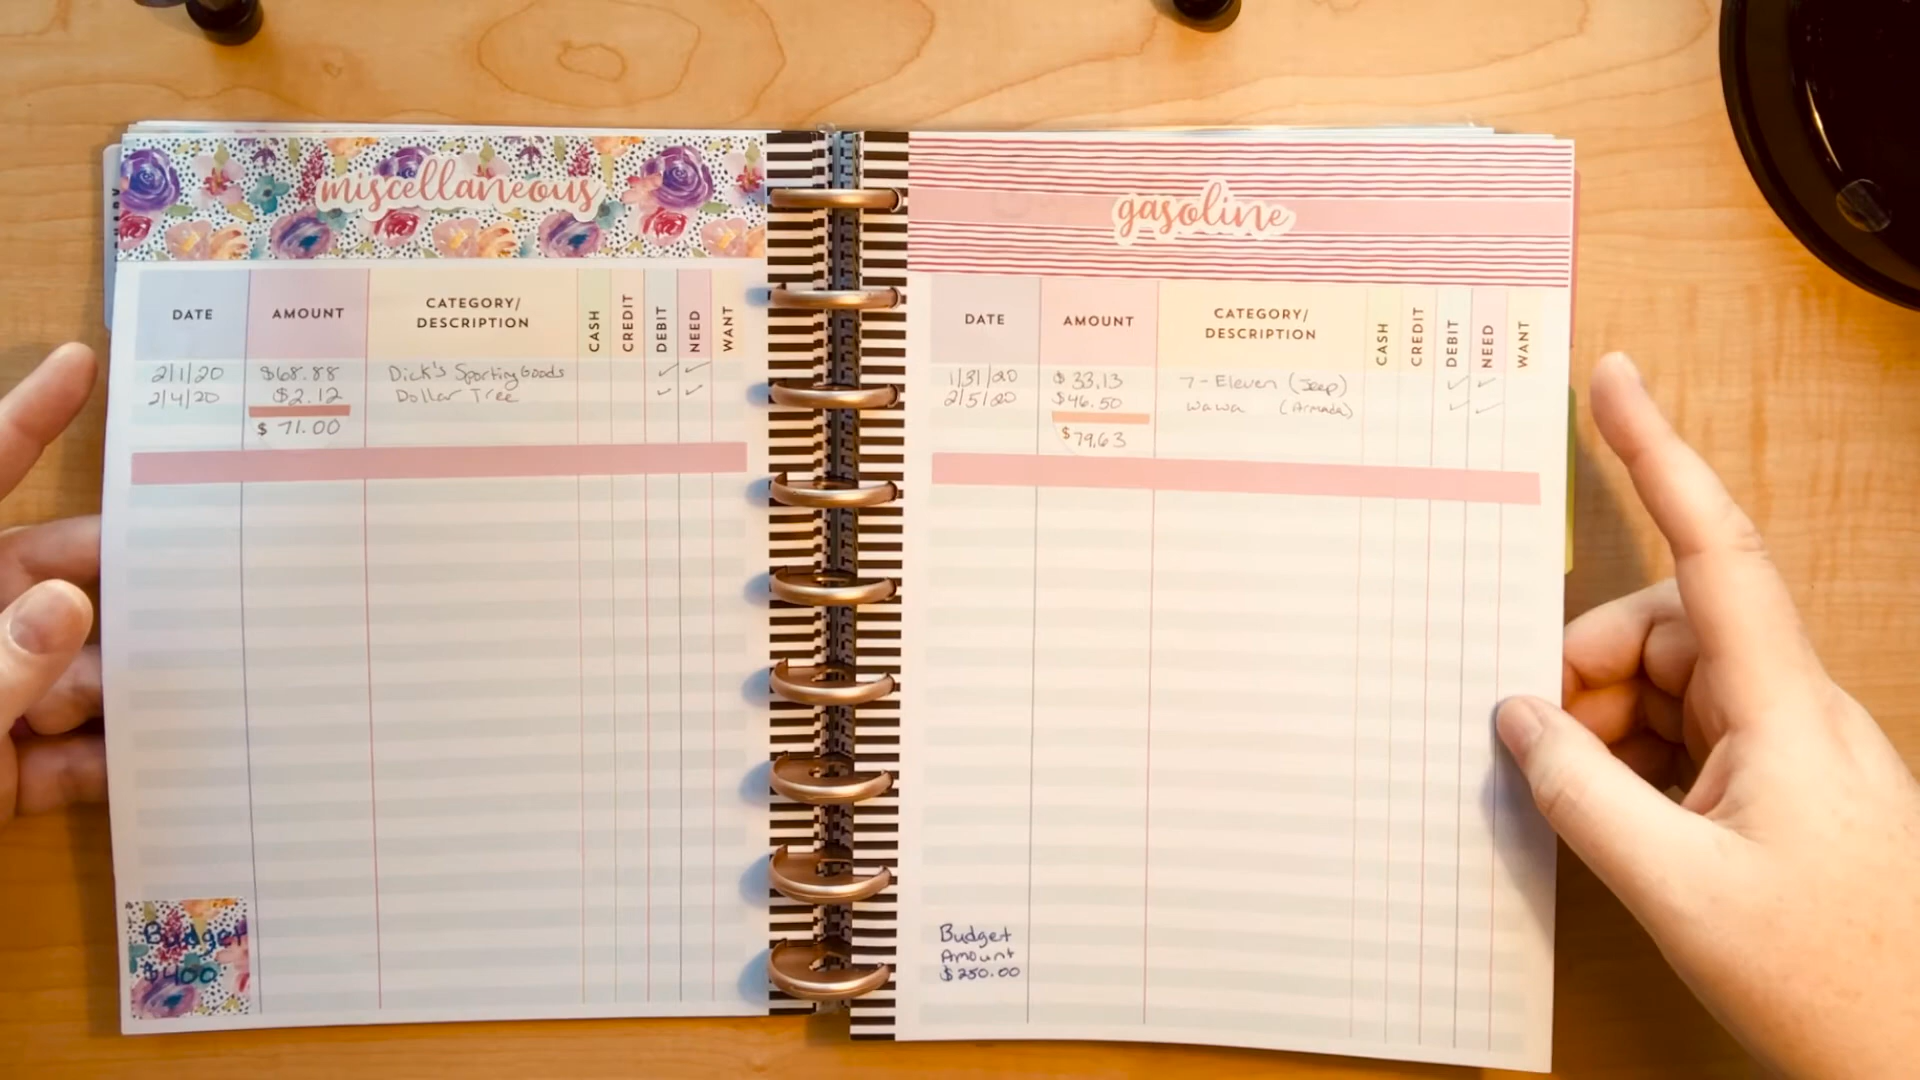 miscellaneous
DATE AMOUNT CATEGORY/ DESCRIPTION CASH CREDIT DEBIT NEED WANT
2/1/20 $68.88 Dick's Sporting Goods ✓ ✓
2/4/20 $2.12 Dollar Tree ✓ ✓
$71.00
Budget
$400
gasoline
DATE AMOUNT CATEGORY/ DESCRIPTION CASH CREDIT DEBIT NEED WANT
1/31/20 $33.13 7-Eleven (Jeep) ✓ ✓
2/5/20 $46.50 Wawa (Armada) ✓ ✓
$79.63
Budget
Amount
$250.00